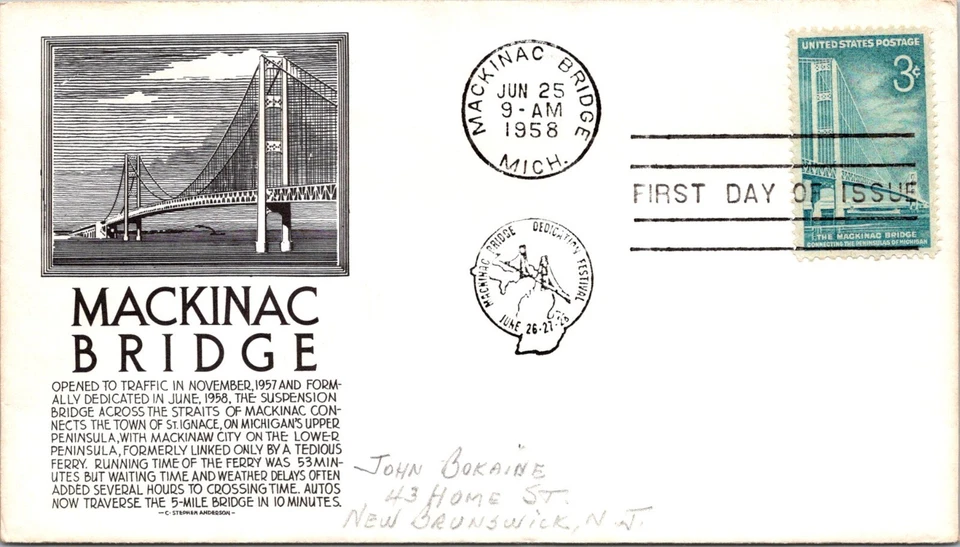 MACKINAC
BRIDGE
OPENED TO TRAFFIC IN NOVEMBER, 1957 AND FORM-
ALLY DEDICATED IN JUNE, 1958, THE SUSPENSION
BRIDGE ACROSS THE STRAITS OF MACKINAC CON-
NECTS THE TOWN OF ST. IGNACE, ON MICHIGAN'S UPPER
PENINSULA, WITH MACKINAW CITY ON THE LOWER
PENINSULA, FORMERLY LINKED ONLY BY A TEDIOUS
FERRY. RUNNING TIME OF THE FERRY WAS 53 MIN-
UTES BUT WAITING TIME AND WEATHER DELAYS OFTEN
ADDED SEVERAL HOURS TO CROSSING TIME. AUTOS
NOW TRAVERSE THE 5-MILE BRIDGE IN 10 MINUTES.
-C. STEPHEN ANDERSON-
MACKINAC BRIDGE
JUN 25
9-AM
1958
MICH.
MACKINAC BRIDGE DEDICATION FESTIVAL
JUNE 26-27-28
UNITED STATES POSTAGE
3¢
FIRST DAY OF ISSUE
THE MACKINAC BRIDGE
CONNECTING THE PENINSULAS OF MICHIGAN
JOHN BOKAINE
43 HOME ST.
NEW BRUNSWICK, N. J.